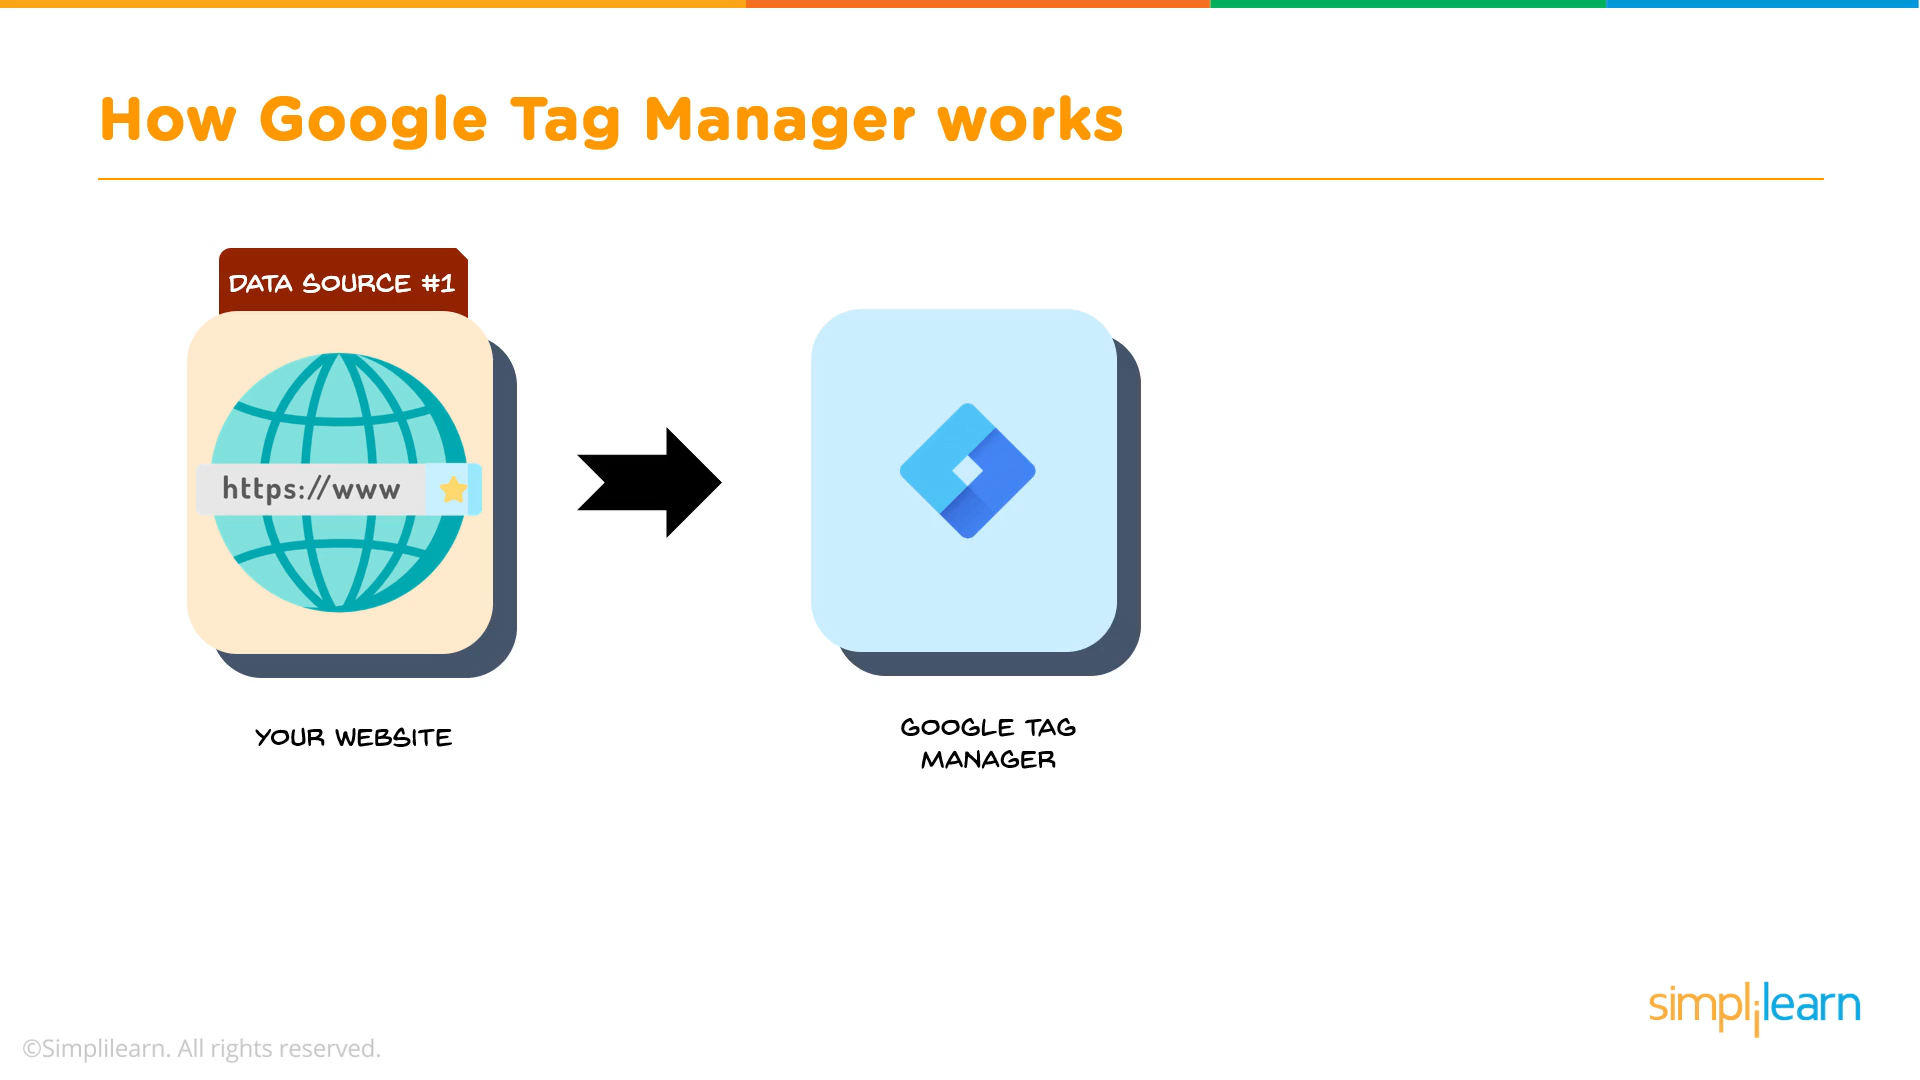 How Google Tag Manager works
DATA SOURCE #1
https://www
YOUR WEBSITE
GOOGLE TAG
MANAGER
simplilearn
©Simplilearn. All rights reserved.